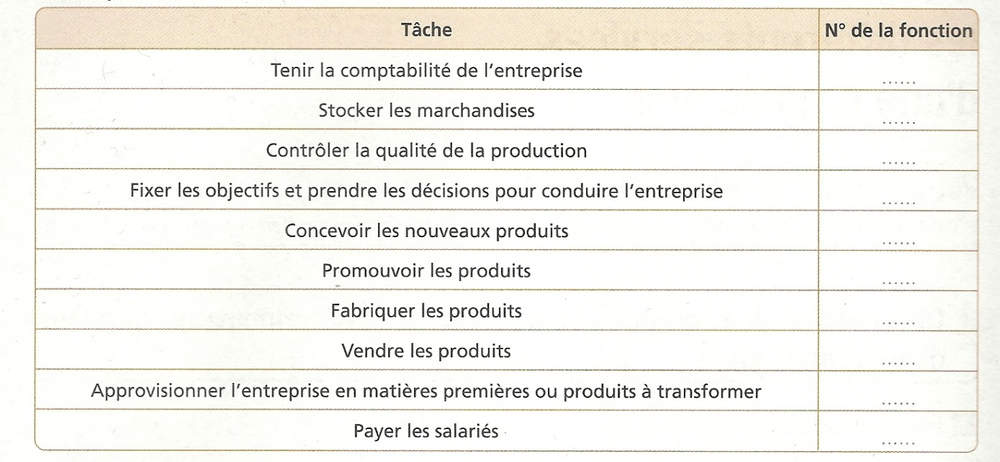 Tâche N° de la fonction
Tenir la comptabilité de l'entreprise ......
Stocker les marchandises ......
Contrôler la qualité de la production ......
Fixer les objectifs et prendre les décisions pour conduire l'entreprise ......
Concevoir les nouveaux produits ......
Promouvoir les produits ......
Fabriquer les produits ......
Vendre les produits ......
Approvisionner l'entreprise en matières premières ou produits à transformer ......
Payer les salariés ......